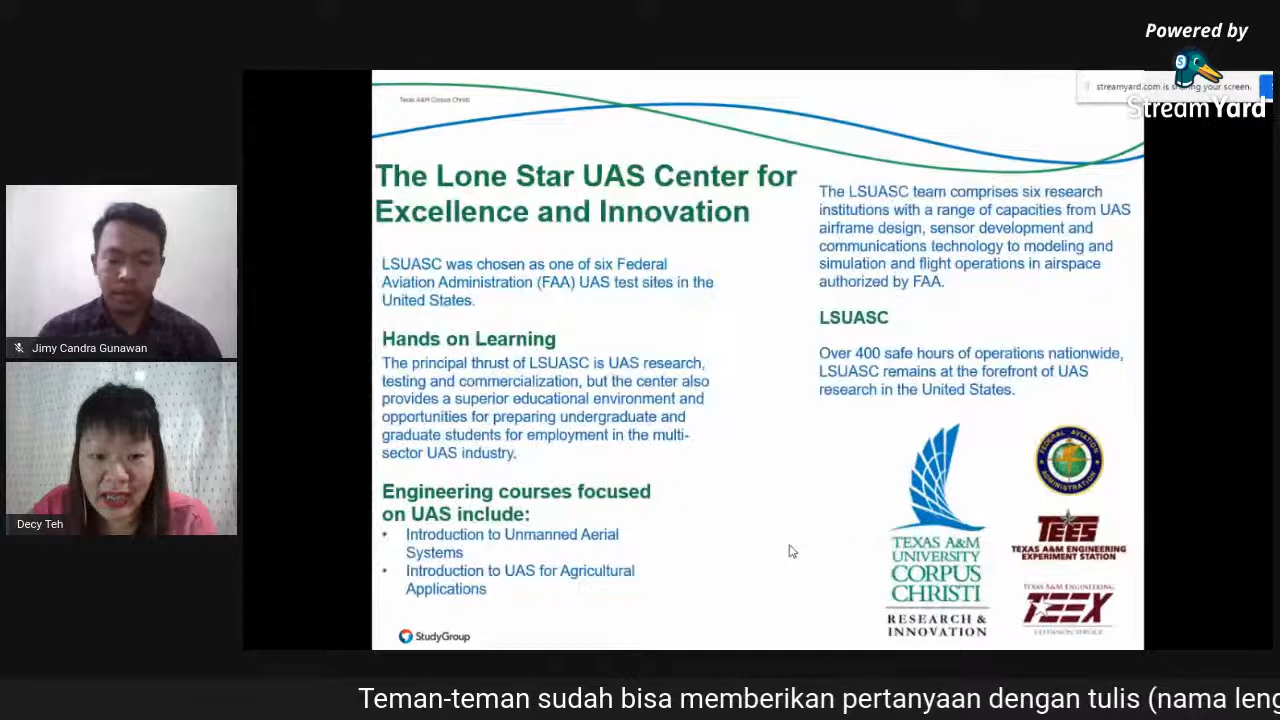 Powered by
StreamYard
streamyard.com is sharing your screen.
Texas A&M Corpus Christi
The Lone Star UAS Center for
Excellence and Innovation
LSUASC was chosen as one of six Federal
Aviation Administration (FAA) UAS test sites in the
United States.
Hands on Learning
The principal thrust of LSUASC is UAS research,
testing and commercialization, but the center also
provides a superior educational environment and
opportunities for preparing undergraduate and
graduate students for employment in the multi-
sector UAS industry.
Engineering courses focused
on UAS include:
• Introduction to Unmanned Aerial
Systems
• Introduction to UAS for Agricultural
Applications
StudyGroup
The LSUASC team comprises six research
institutions with a range of capacities from UAS
airframe design, sensor development and
communications technology to modeling and
simulation and flight operations in airspace
authorized by FAA.
LSUASC
Over 400 safe hours of operations nationwide,
LSUASC remains at the forefront of UAS
research in the United States.
TEXAS A&M
UNIVERSITY
CORPUS
CHRISTI
RESEARCH &
INNOVATION
FEDERAL AVIATION
ADMINISTRATION
TEES
TEXAS A&M ENGINEERING
EXPERIMENT STATION
TEXAS A&M ENGINEERING
TEEX
Jimy Candra Gunawan
Decy Teh
Teman-teman sudah bisa memberikan pertanyaan dengan tulis (nama leng